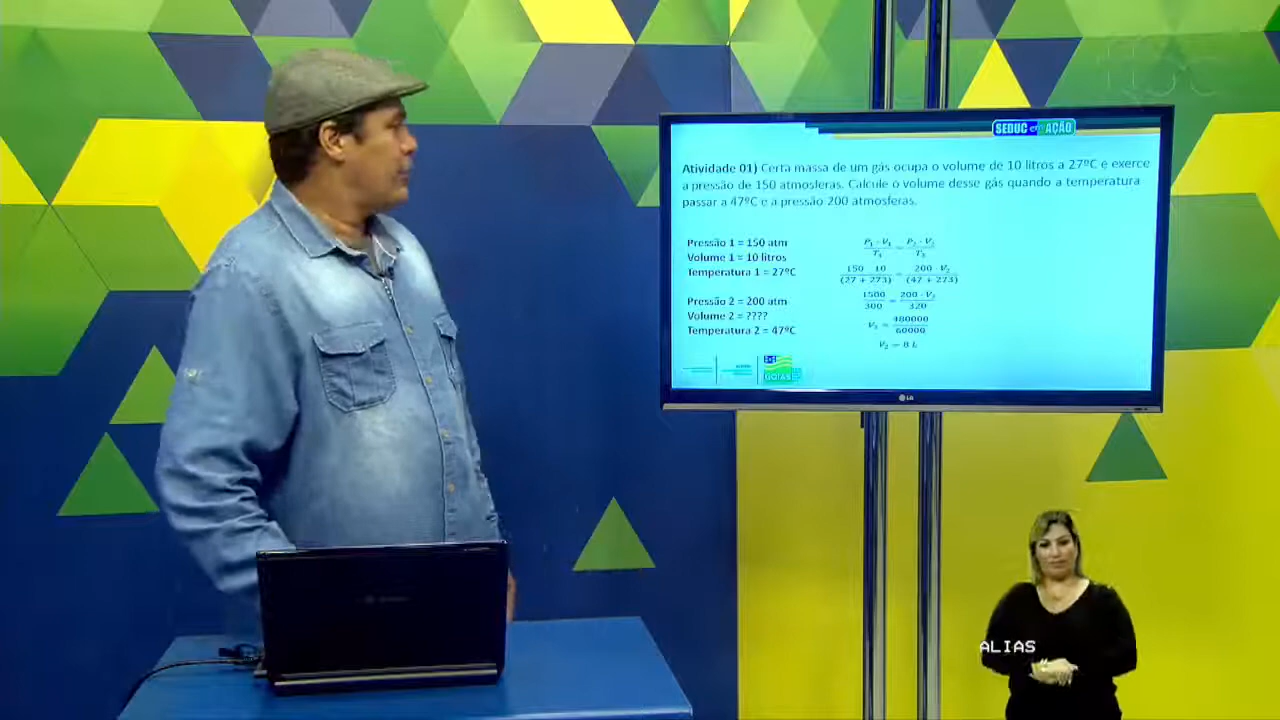 SEDUC em AÇÃO
Atividade 01) Certa massa de um gás ocupa o volume de 10 litros a 27ºC e exerce
a pressão de 150 atmosferas. Calcule o volume desse gás quando a temperatura
passar a 47ºC e a pressão 200 atmosferas.
Pressão 1 = 150 atm
Volume 1 = 10 litros
Temperatura 1 = 27ºC
Pressão 2 = 200 atm
Volume 2 = ????
Temperatura 2 = 47ºC
P₁ · V₁ / T₁ = P₂ · V₂ / T₂
150 · 10 / (27 + 273) = 200 · V₂ / (47 + 273)
1500 / 300 = 200 · V₂ / 320
V₂ = 480000 / 60000
V₂ = 8 L
GOIÁS
LG
ALIAS